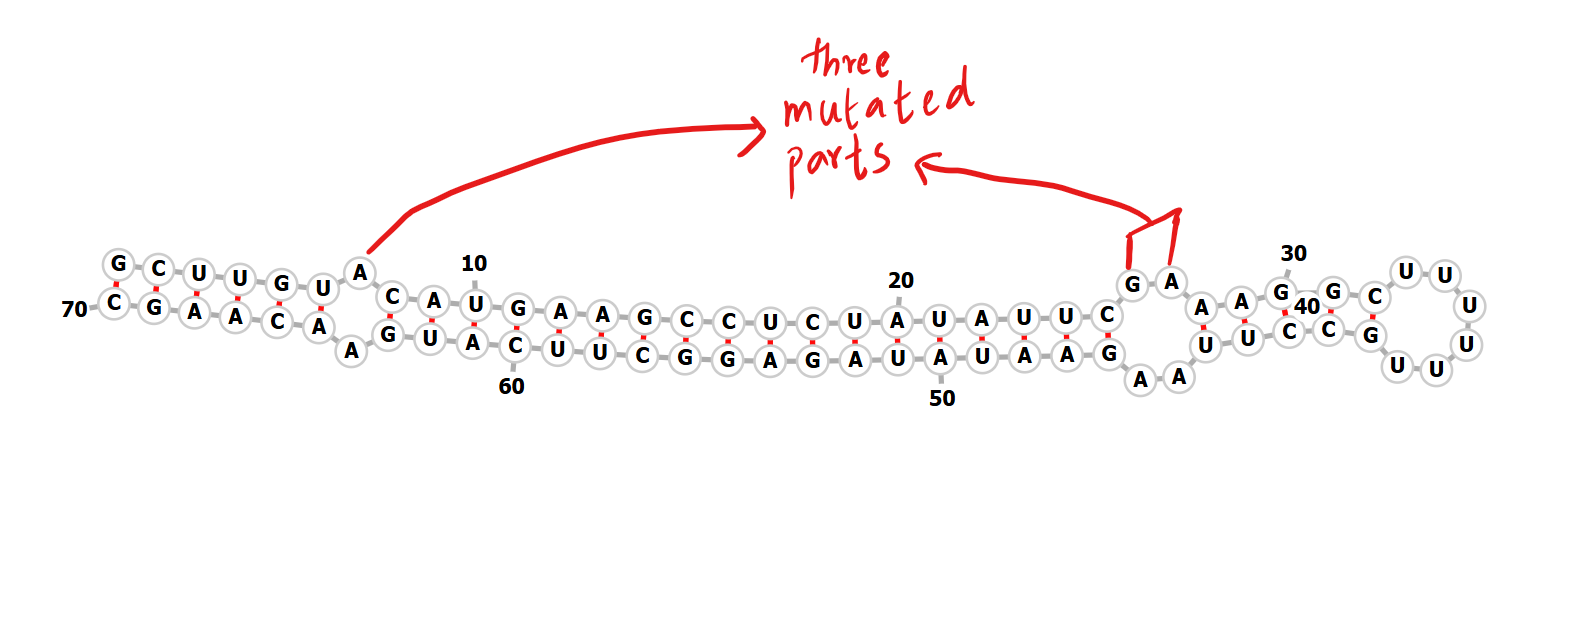 three
mutated
parts
30
10
20
G C U U G U A C A U G A A G C C U C U A U A U U C G A A A G G C U U U
40
70 C G A A C A A G U A C U U C G G A G A U A U A A G A A U U C C G U U U
60
50